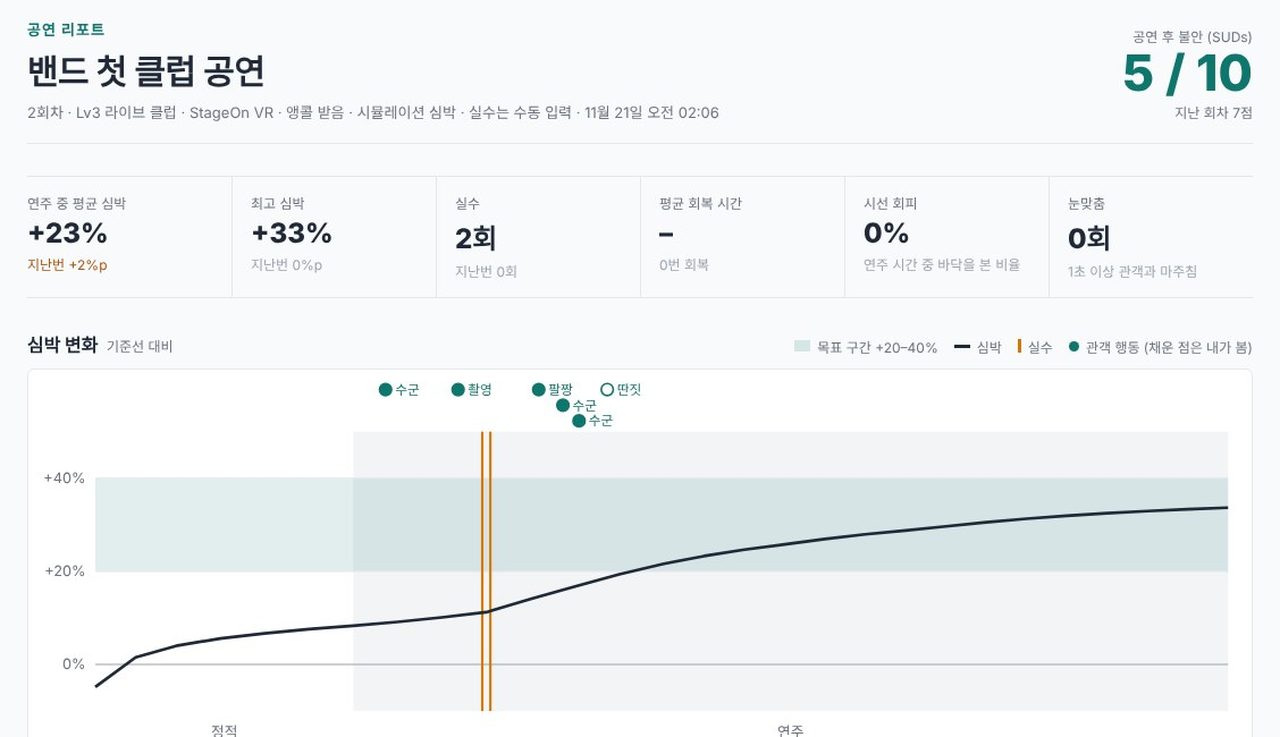 공연 리포트
밴드 첫 클럽 공연
2회차 · Lv3 라이브 클럽 · StageOn VR · 앵콜 받음 · 시뮬레이션 심박 · 실수는 수동 입력 · 11월 21일 오전 02:06
공연 후 불안 (SUDs)
5 / 10
지난 회차 7점
연주 중 평균 심박
+23%
지난번 +2%p
최고 심박
+33%
지난번 0%p
실수
2회
지난번 0회
평균 회복 시간
–
0번 회복
시선 회피
0%
연주 시간 중 바닥을 본 비율
눈맞춤
0회
1초 이상 관객과 마주침
심박 변화 기준선 대비
목표 구간 +20–40% 심박 실수 관객 행동 (채운 점은 내가 봄)
수군 촬영 팔짱 딴짓
수군
수군
+40%
+20%
0%
정적 연주